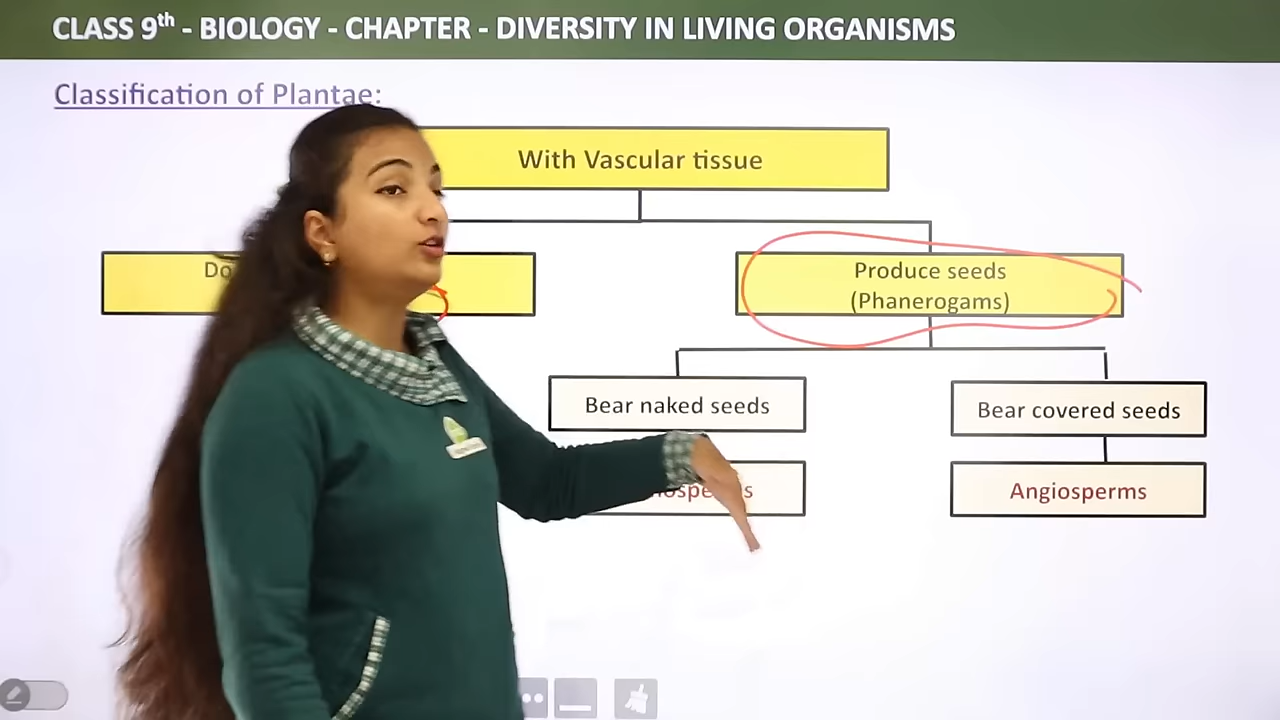 CLASS 9th - BIOLOGY - CHAPTER - DIVERSITY IN LIVING ORGANISMS
Classification of Plantae:
With Vascular tissue
Produce seeds
(Phanerogams)
Bear naked seeds
Bear covered seeds
Angiosperms